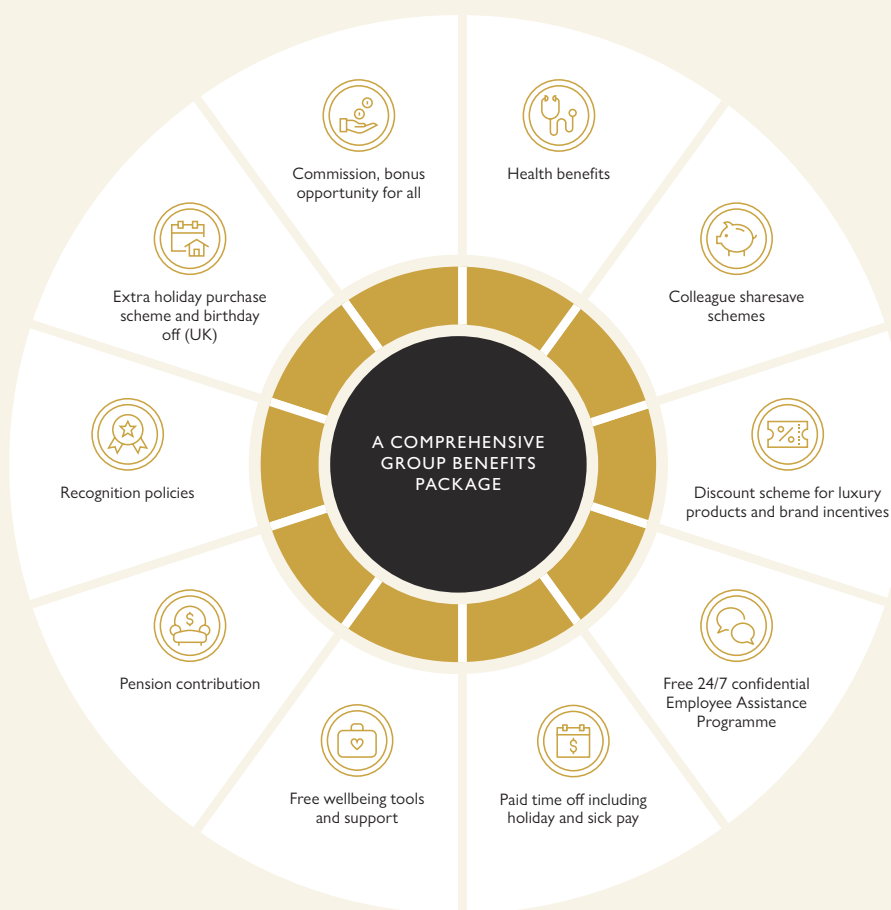 Commission, bonus
opportunity for all
Health benefits
Extra holiday purchase
scheme and birthday
off (UK)
Colleague sharesave
schemes
A COMPREHENSIVE
GROUP BENEFITS
PACKAGE
Recognition policies
Discount scheme for luxury
products and brand incentives
Pension contribution
Free 24/7 confidential
Employee Assistance
Programme
Free wellbeing tools
and support
Paid time off including
holiday and sick pay